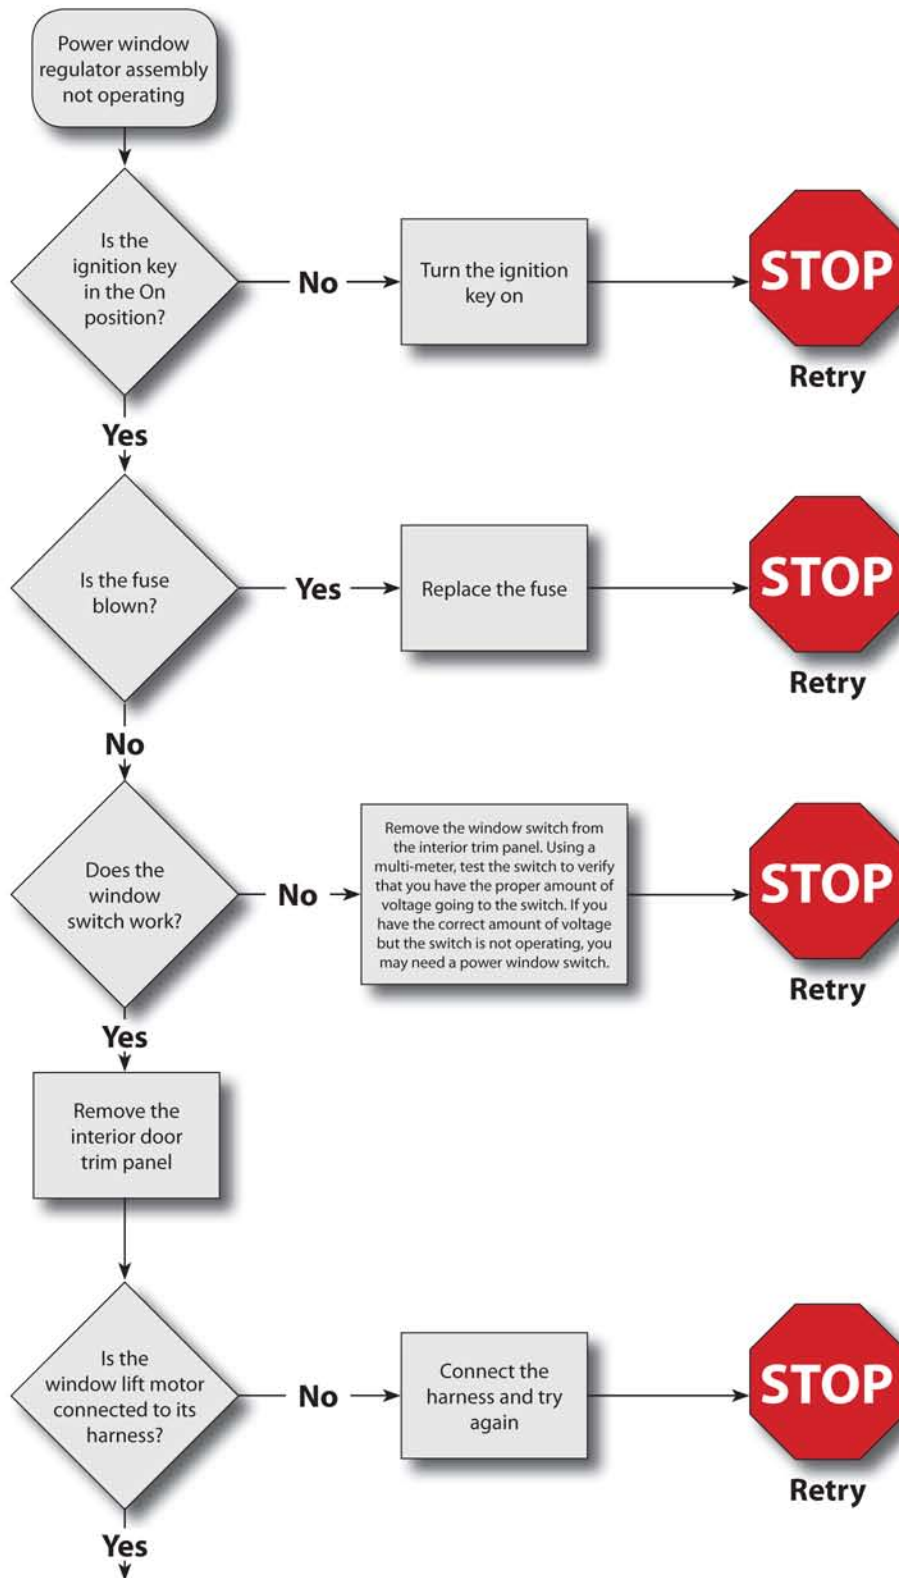 Power window
regulator assembly
not operating
Is the
ignition key
in the On
position?
No
Turn the ignition
key on
STOP
Retry
Yes
Is the fuse
blown?
Yes
Replace the fuse
STOP
Retry
No
Does the
window
switch work?
No
Remove the window switch from
the interior trim panel. Using a
multi-meter, test the switch to verify
that you have the proper amount of
voltage going to the switch. If you
have the correct amount of voltage
but the switch is not operating, you
may need a power window switch.
STOP
Retry
Yes
Remove the
interior door
trim panel
Is the
window lift motor
connected to its
harness?
No
Connect the
harness and try
again
STOP
Retry
Yes